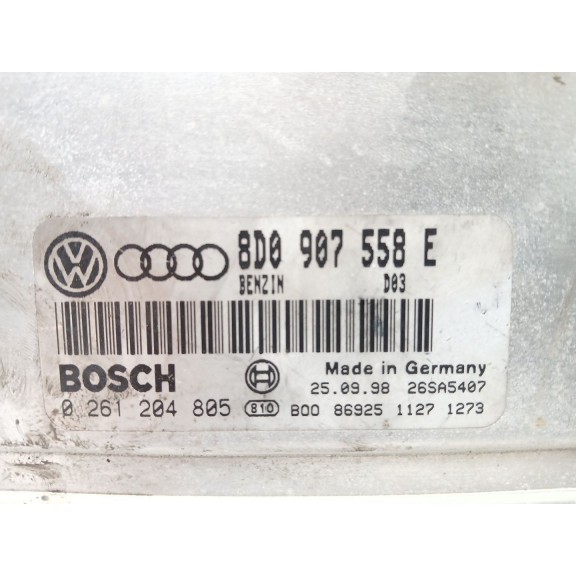 8D0 907 558 E
BENZIN D03
BOSCH
Made in Germany
25.09.98 26SA5407
0 261 204 805 810 B00 86925 1127 1273